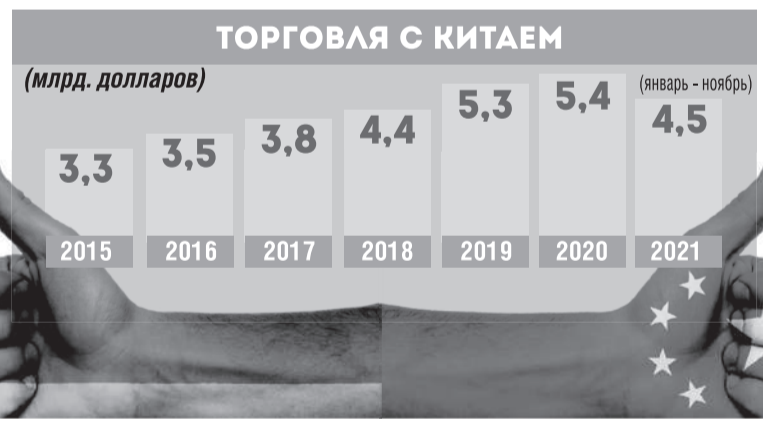 ТОРГОВЛЯ С КИТАЕМ
(млрд. долларов)
(январь - ноябрь)
3,3 3,5 3,8 4,4 5,3 5,4 4,5
2015 2016 2017 2018 2019 2020 2021